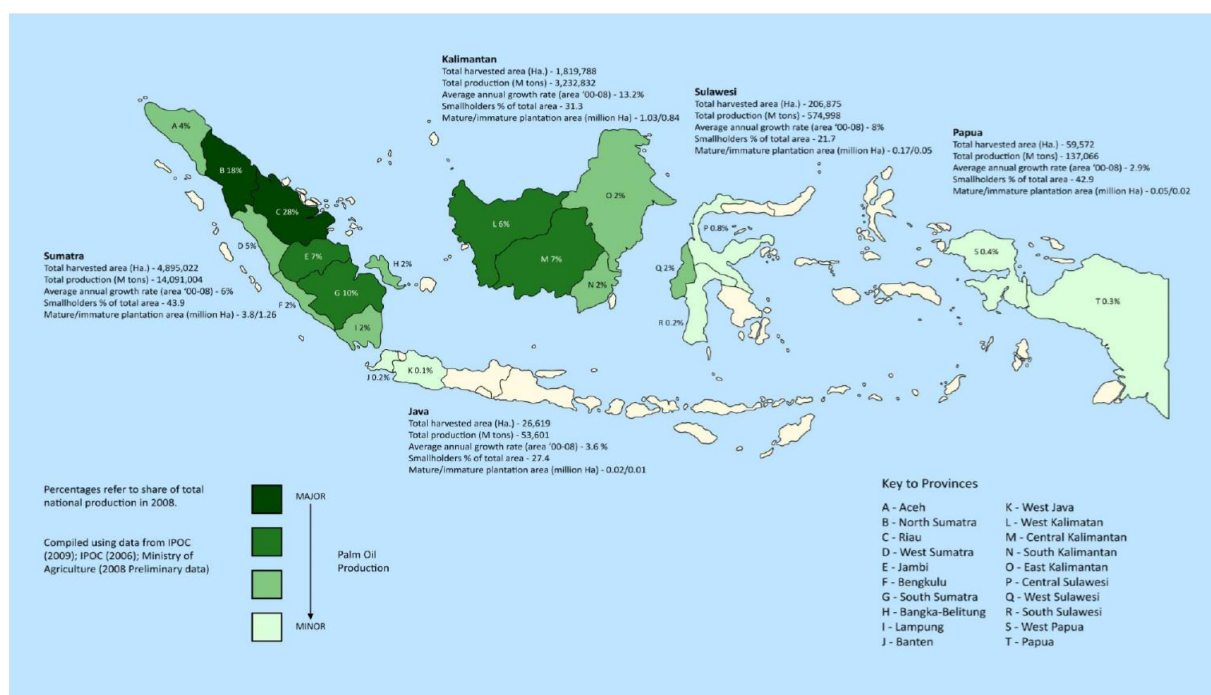 Kalimantan
Total harvested area (Ha.) - 1,819,788
Total production (M tons) - 3,232,832
Average annual growth rate (area '00-08) - 13.2%
Smallholders % of total area - 31.3
Mature/immature plantation area (million Ha) - 1.03/0.84
Sulawesi
Total harvested area (Ha.) - 206,875
Total production (M tons) - 574,998
Average annual growth rate (area '00-08) - 8%
Smallholders % of total area - 21.7
Mature/immature plantation area (million Ha) - 0.17/0.05
Papua
Total harvested area (Ha.) - 59,572
Total production (M tons) - 137,066
Average annual growth rate (area '00-08) - 2.9%
Smallholders % of total area - 42.9
Mature/immature plantation area (million Ha) - 0.05/0.02
A 4%
B 18%
C 28%
D 5%
E 7%
F 2%
G 10%
H 2%
I 2%
J 0.2%
K 0.1%
L 6%
M 7%
N 2%
O 2%
P 0.8%
Q 2%
R 0.2%
S 0.4%
T 0.3%
Sumatra
Total harvested area (Ha.) - 4,895,022
Total production (M tons) - 14,091,004
Average annual growth rate (area '00-08) - 6%
Smallholders % of total area - 43.9
Mature/immature plantation area (million Ha) - 3.8/1.26
Java
Total harvested area (Ha.) - 26,619
Total production (M tons) - 53,601
Average annual growth rate (area '00-08) - 3.6 %
Smallholders % of total area - 27.4
Mature/immature plantation area (million Ha) - 0.02/0.01
Percentages refer to share of total
national production in 2008.
Compiled using data from IPOC
(2009); IPOC (2006); Ministry of
Agriculture (2008 Preliminary data)
MAJOR
Palm Oil
Production
MINOR
Key to Provinces
A - Aceh
B - North Sumatra
C - Riau
D - West Sumatra
E - Jambi
F - Bengkulu
G - South Sumatra
H - Bangka-Belitung
I - Lampung
J - Banten
K - West Java
L - West Kalimatan
M - Central Kalimantan
N - South Kalimantan
O - East Kalimantan
P - Central Sulawesi
Q - West Sulawesi
R - South Sulawesi
S - West Papua
T - Papua